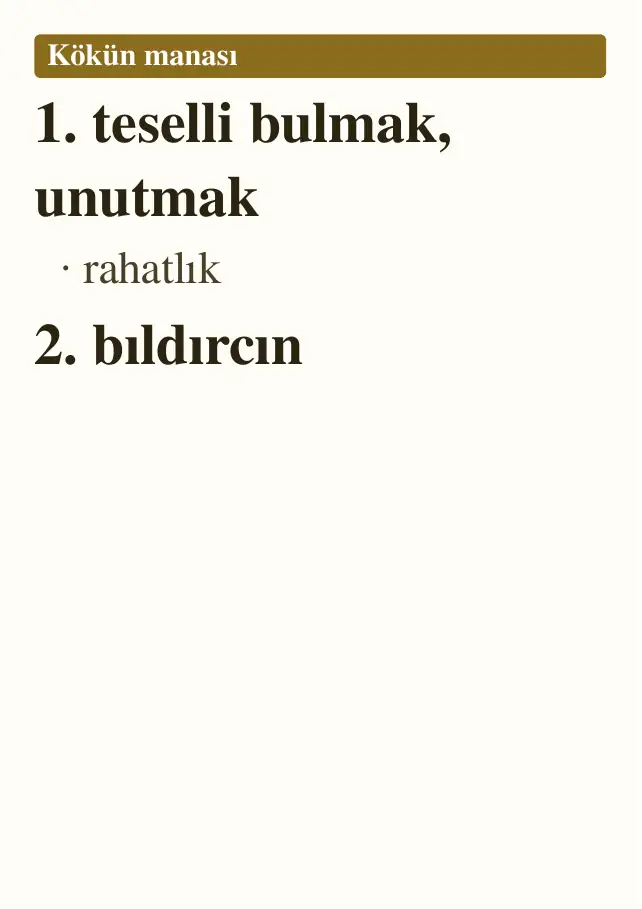 Kökün manası
1. teselli bulmak,
unutmak
· rahatlık
2. bıldırcın